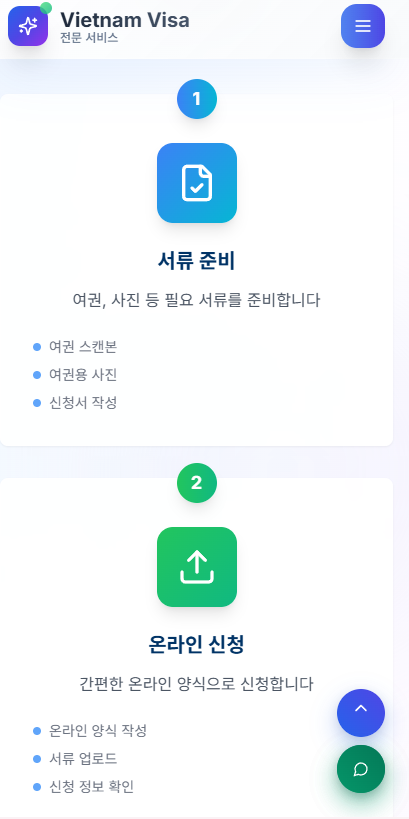 Vietnam Visa
전문 서비스
1
서류 준비
여권, 사진 등 필요 서류를 준비합니다
여권 스캔본
여권용 사진
신청서 작성
2
온라인 신청
간편한 온라인 양식으로 신청합니다
온라인 양식 작성
서류 업로드
신청 정보 확인